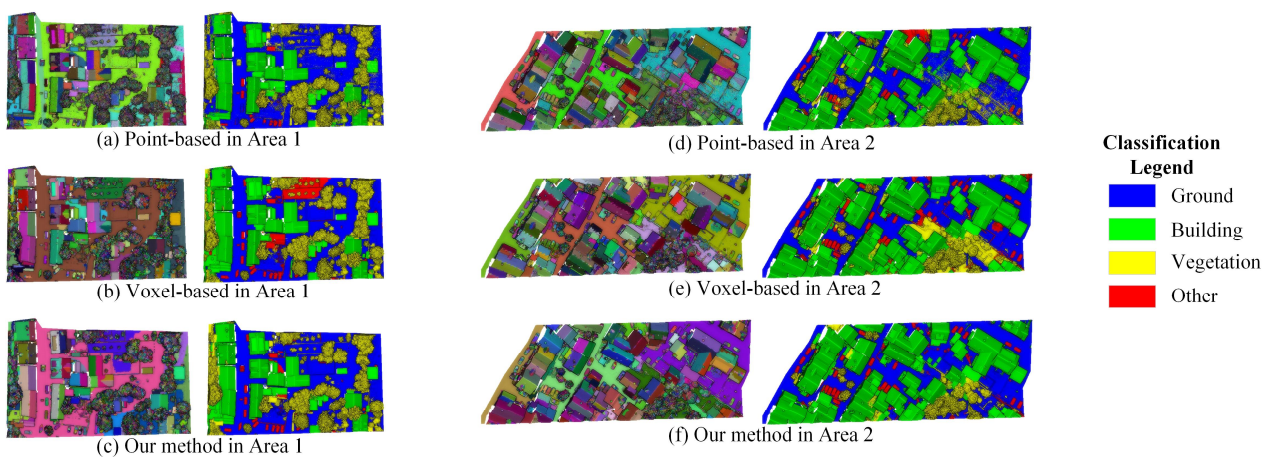 (a) Point-based in Area 1
(d) Point-based in Area 2
(b) Voxel-based in Area 1
(e) Voxel-based in Area 2
(c) Our method in Area 1
(f) Our method in Area 2
Classification
Legend
Ground
Building
Vegetation
Other